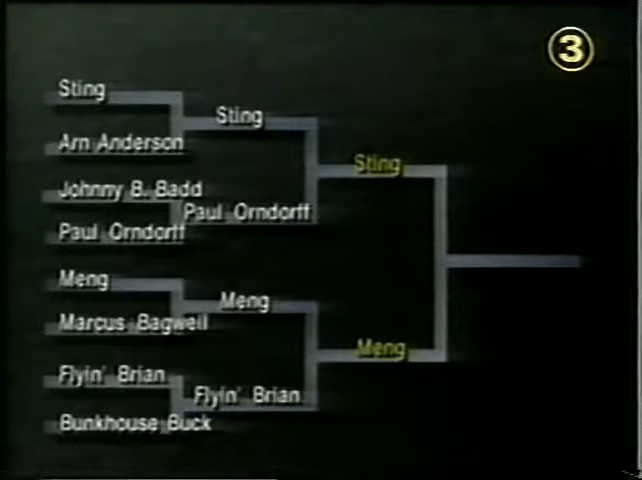 3
Sting
Sting
Arn Anderson
Sting
Johnny B. Badd
Paul Orndorff
Paul Orndorff
Meng
Meng
Marcus Bagwell
Meng
Flyin' Brian
Flyin' Brian
Bunkhouse Buck